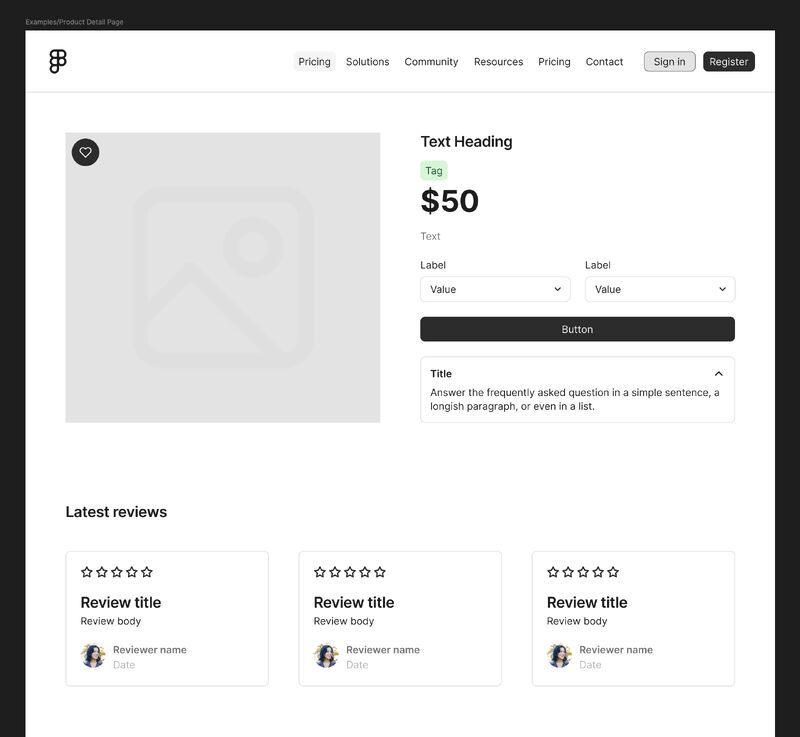 Examples/Product Detail Page
Pricing Solutions Community Resources Pricing Contact Sign in Register
Text Heading
Tag
$50
Text
Label Label
Value Value
Button
Title
Answer the frequently asked question in a simple sentence, a
longish paragraph, or even in a list.
Latest reviews
Review title
Review body
Reviewer name
Date
Review title
Review body
Reviewer name
Date
Review title
Review body
Reviewer name
Date